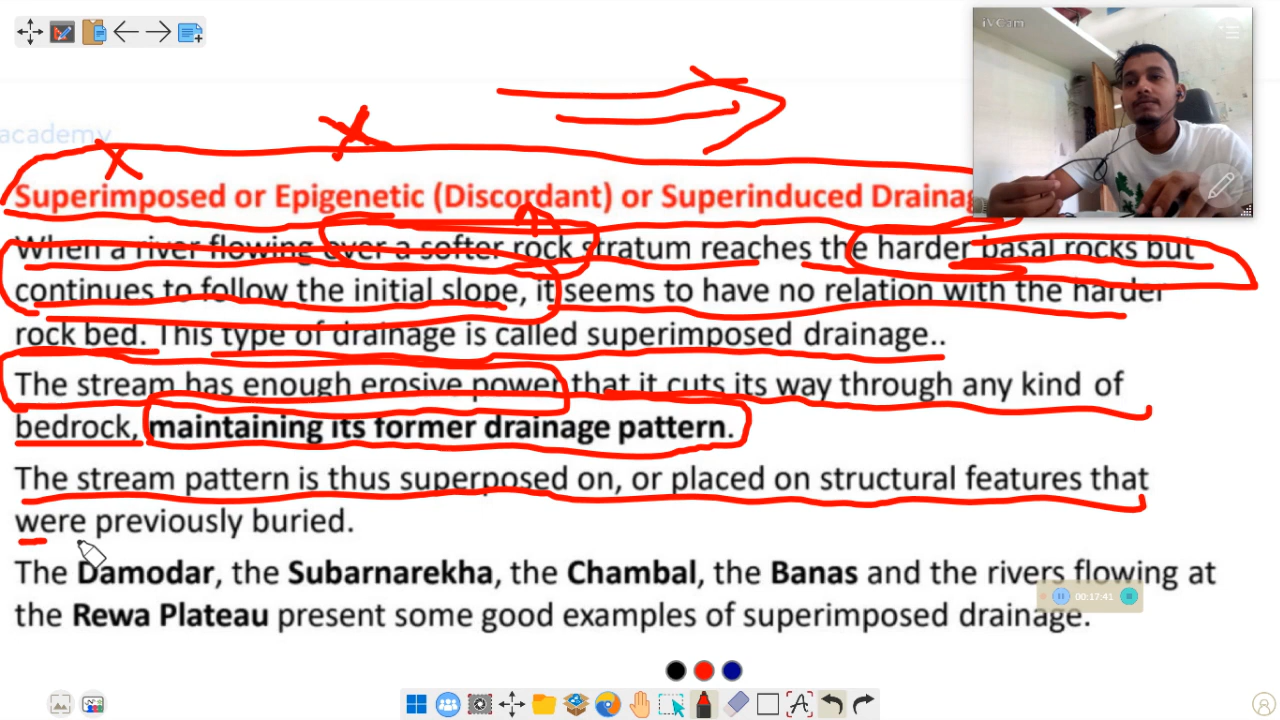 iVCam
academy
Superimposed or Epigenetic (Discordant) or Superinduced
When a river flowing over a softer rock stratum reaches the harder basal rocks but
continues to follow the initial slope, it seems to have no relation with the harder
rock bed. This type of drainage is called superimposed drainage..
The stream has enough erosive power that it cuts its way through any kind of
bedrock, maintaining its former drainage pattern.
The stream pattern is thus superposed on, or placed on structural features that
were previously buried.
The Damodar, the Subarnarekha, the Chambal, the Banas and the rivers flowing at
00:17:41
the Rewa Plateau present some good examples of superimposed drainage.